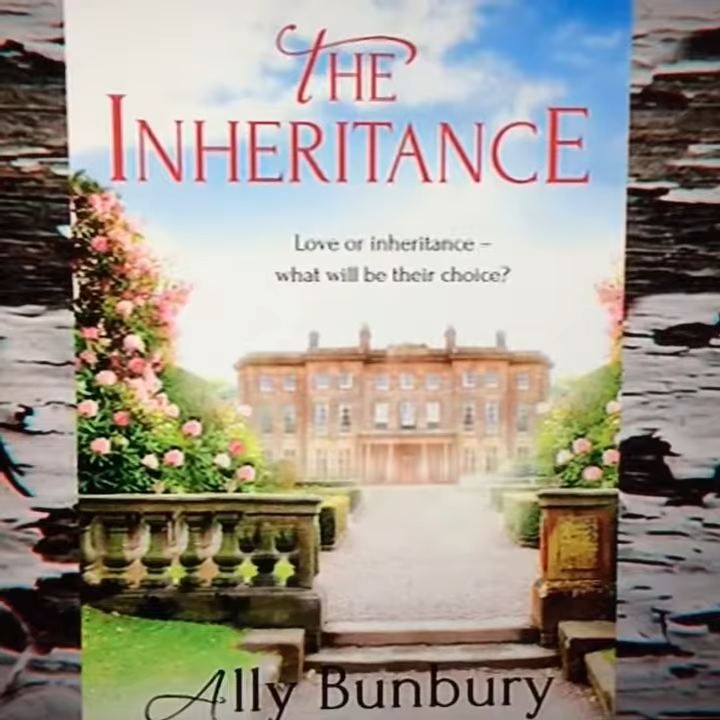 THE
INHERITANCE
Love or inheritance –
what will be their choice?
Ally Bunbury